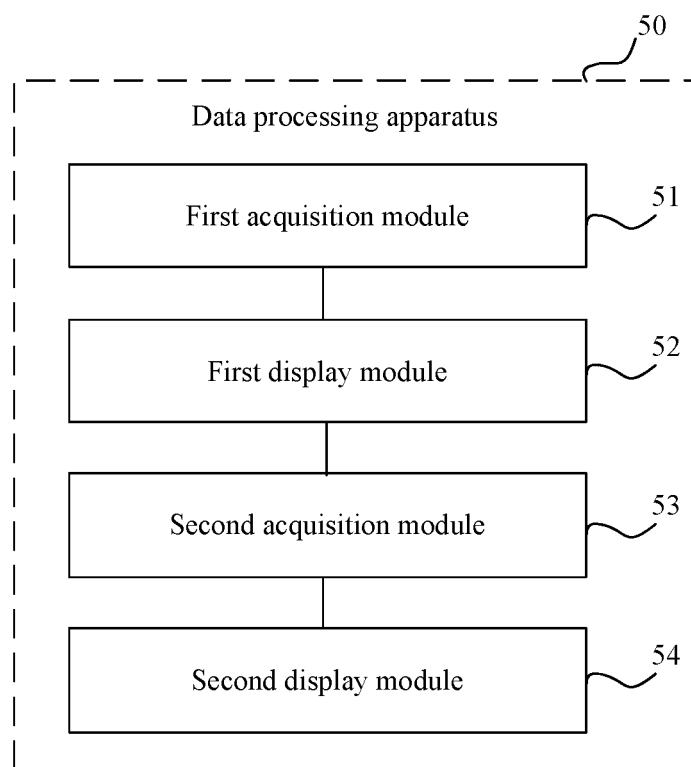 50
Data processing apparatus
First acquisition module
51
First display module
52
Second acquisition module
53
Second display module
54